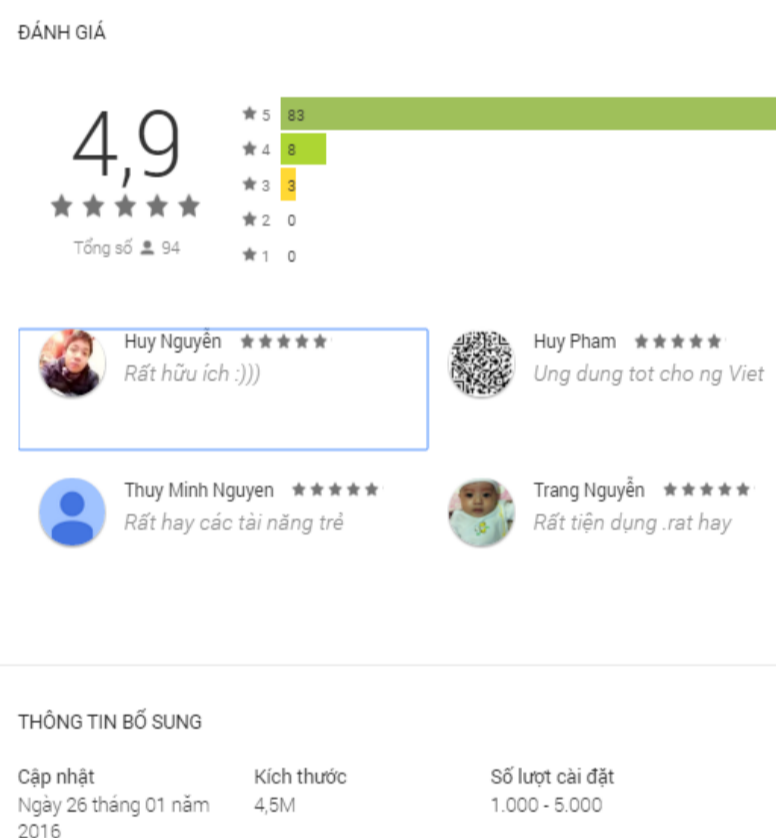 ĐÁNH GIÁ
4,9
Tổng số 94
5 83
4 8
3 3
2 0
1 0
Huy Nguyễn
Rất hữu ích :)))
Huy Pham
Ung dung tot cho ng Viet
Thuy Minh Nguyen
Rất hay các tài năng trẻ
Trang Nguyễn
Rất tiện dụng .rat hay
THÔNG TIN BỔ SUNG
Cập nhật
Ngày 26 tháng 01 năm
2016
Kích thước
4,5M
Số lượt cài đặt
1.000 - 5.000